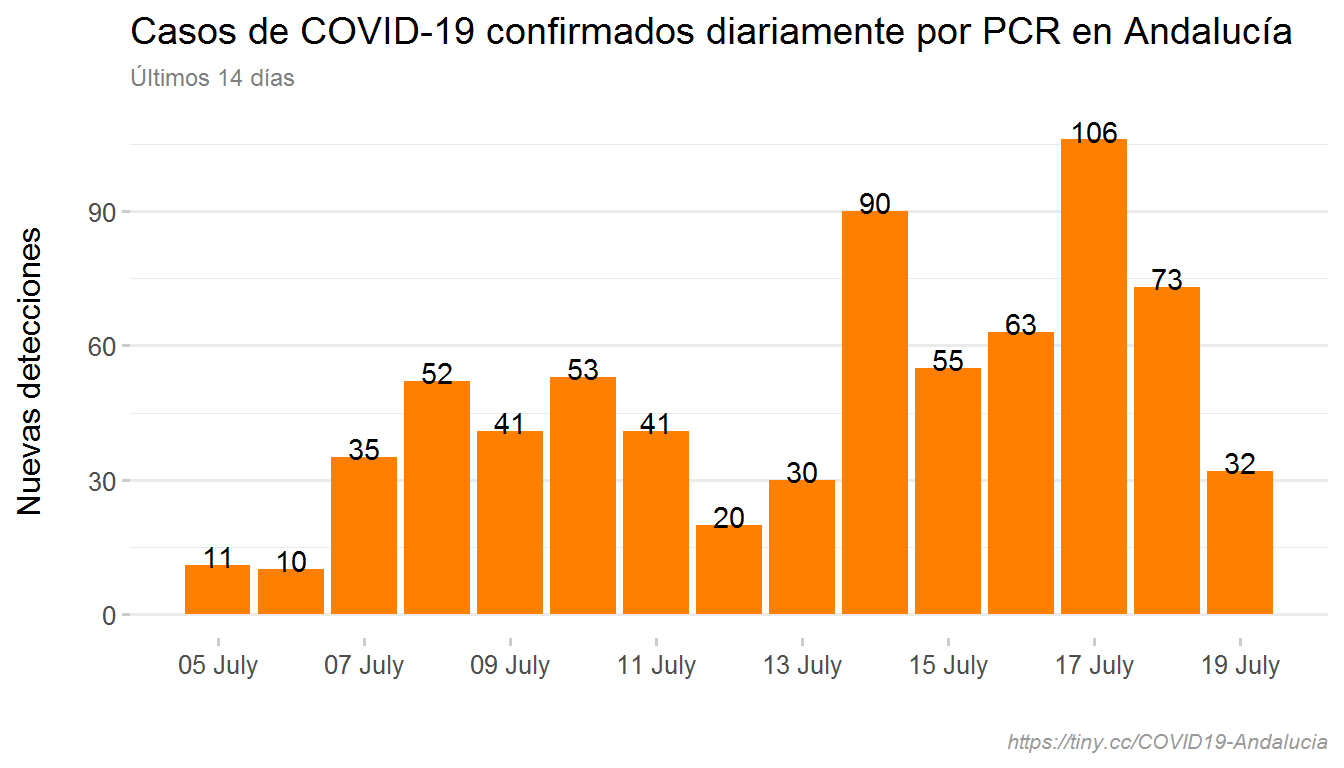 Casos de COVID-19 confirmados diariamente por PCR en Andalucía
Últimos 14 días
Nuevas detecciones
90
60
30
0
11
10
35
52
41
53
41
20
30
90
55
63
106
73
32
05 July
07 July
09 July
11 July
13 July
15 July
17 July
19 July
https://tiny.cc/COVID19-Andalucia